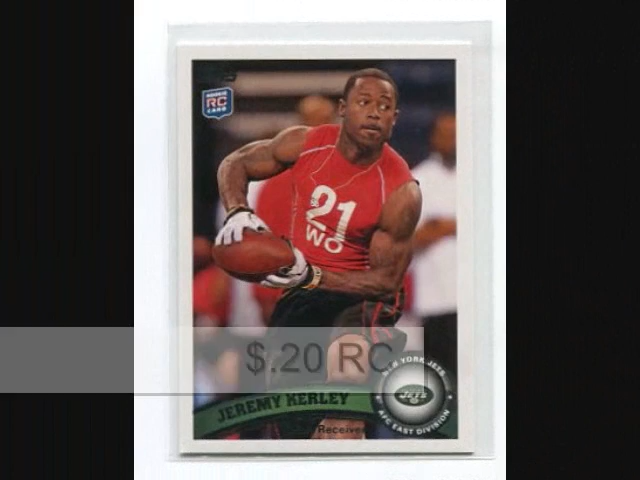 ROOKIE
RC
CARD
21
WO
$.20 RC
NEW YORK JETS
JETS
AFC EAST DIVISION
JEREMY KERLEY
Receiver